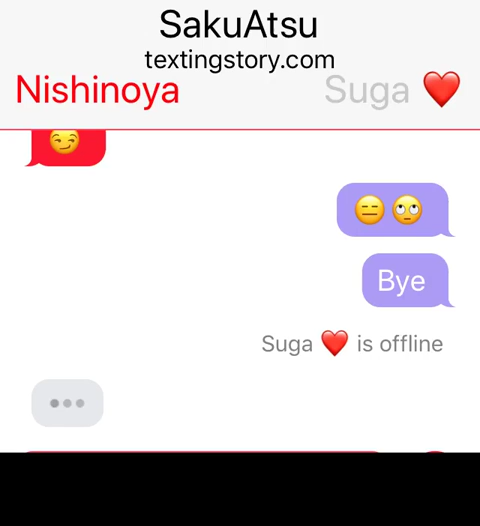 SakuAtsu
textingstory.com
Nishinoya Suga ❤️
😏
😑 🙄
Bye
Suga ❤️ is offline